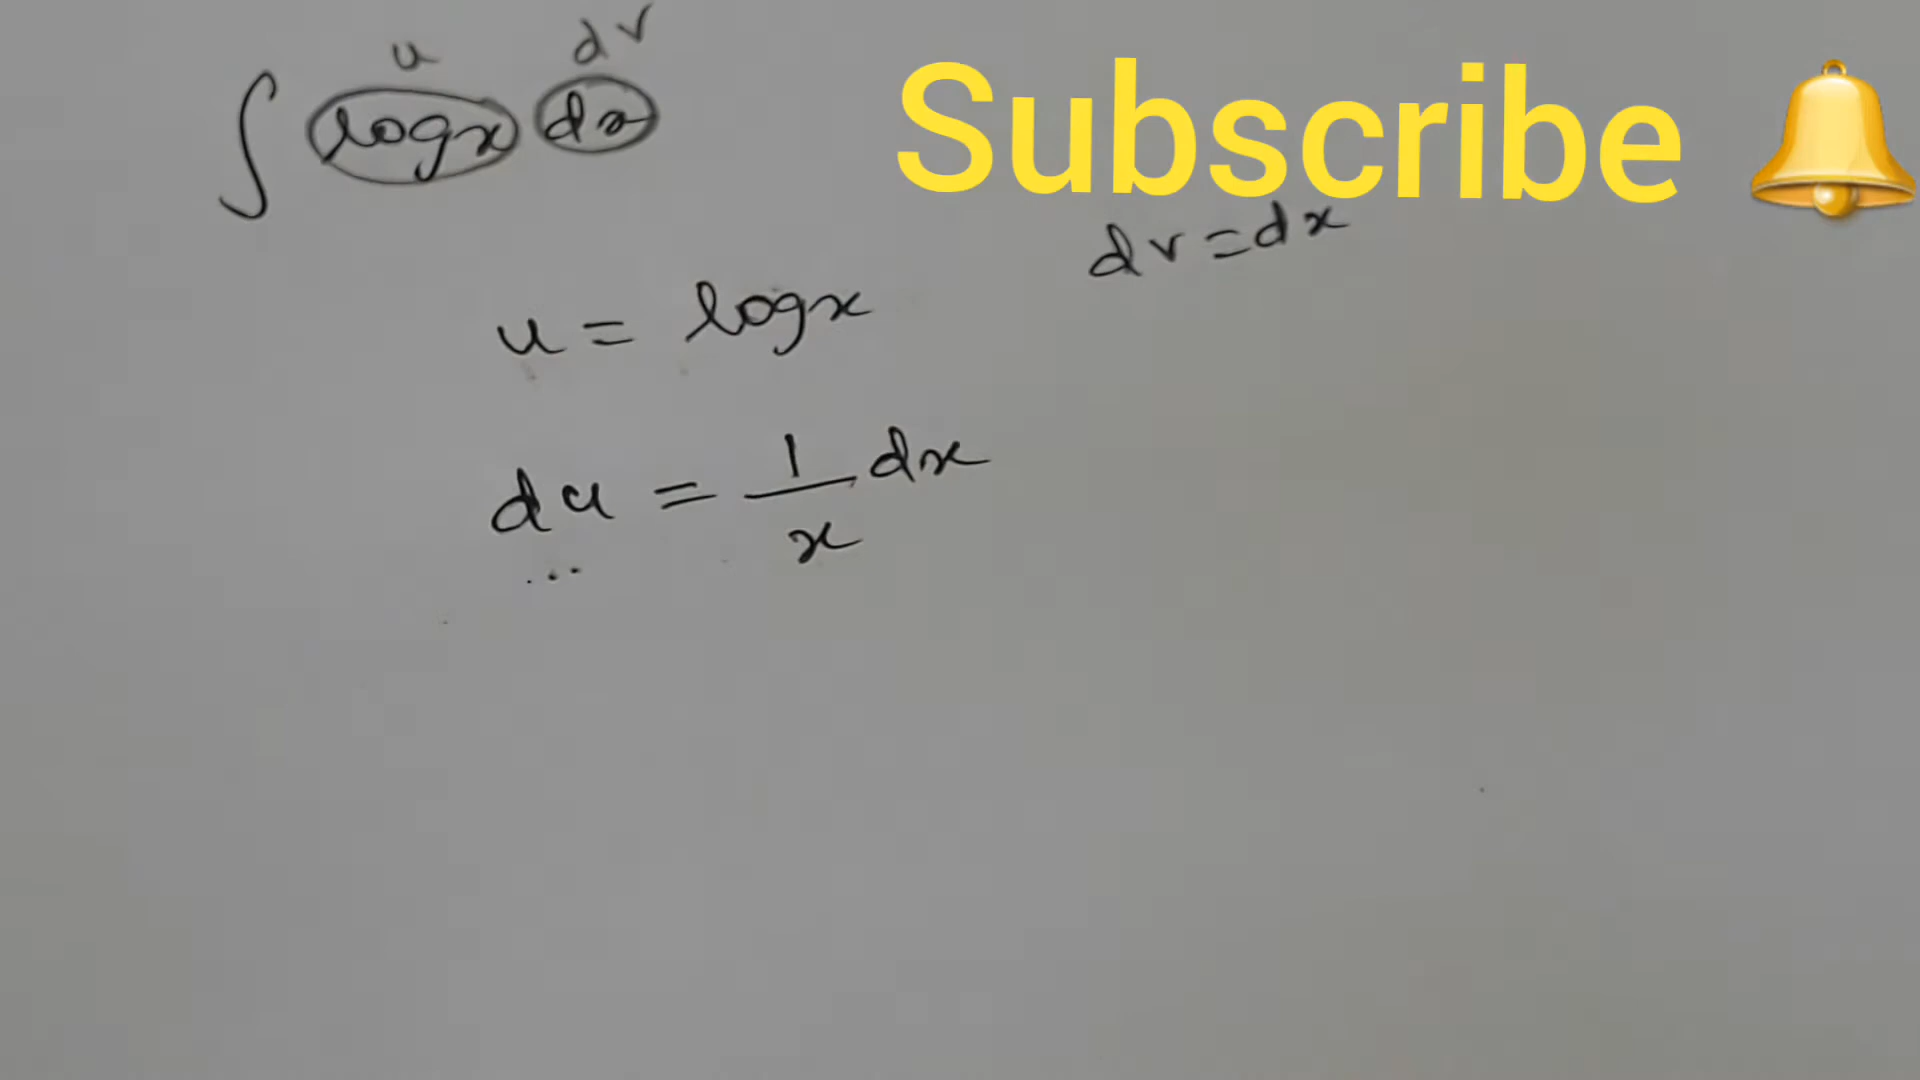 u dv
∫ logx dx
Subscribe
dv = dx
u = logx
du = 1/x dx